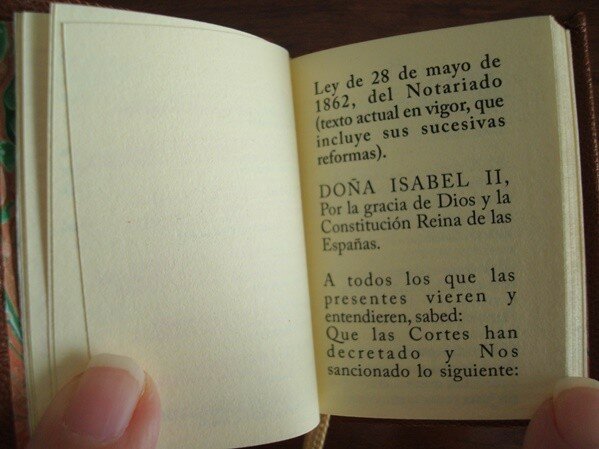 Ley de 28 de mayo de
1862, del Notariado
(texto actual en vigor, que
incluye sus sucesivas
reformas).
DOÑA ISABEL II,
Por la gracia de Dios y la
Constitución Reina de las
Españas.
A todos los que las
presentes vieren y
entendieren, sabed:
Que las Cortes han
decretado y Nos
sancionado lo siguiente: